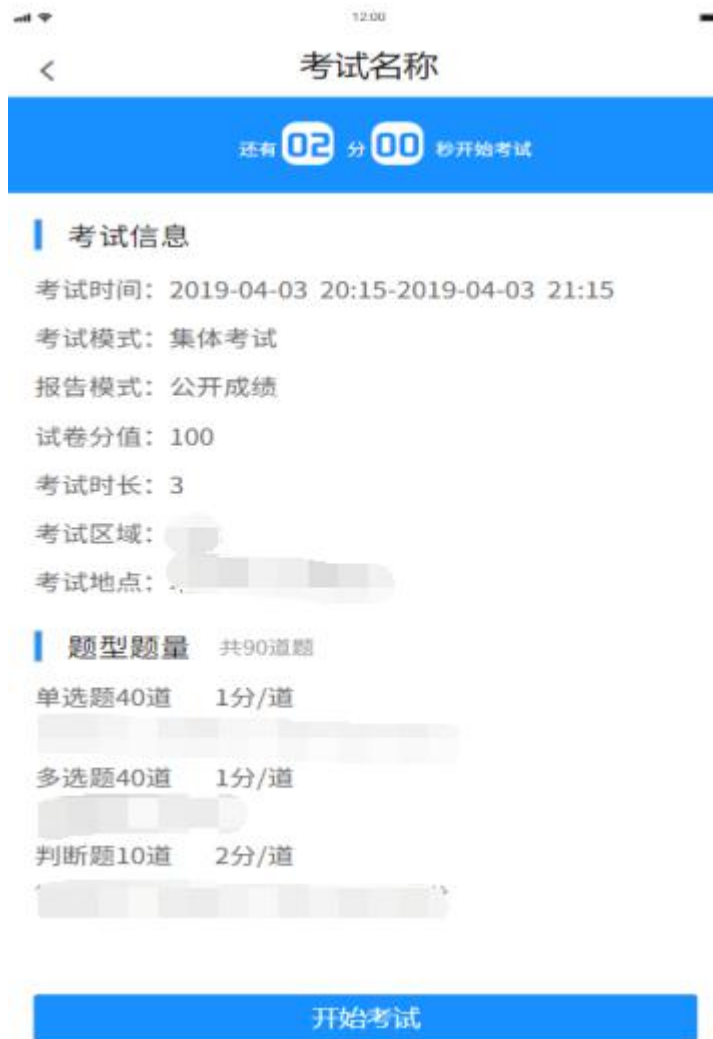 12:00
考试名称
还有 02 分 00 秒开始考试
考试信息
考试时间：2019-04-03 20:15-2019-04-03 21:15
考试模式：集体考试
报告模式：公开成绩
试卷分值：100
考试时长：3
考试区域：
考试地点：
题型题量 共90道题
单选题40道 1分/道
多选题40道 1分/道
判断题10道 2分/道
开始考试